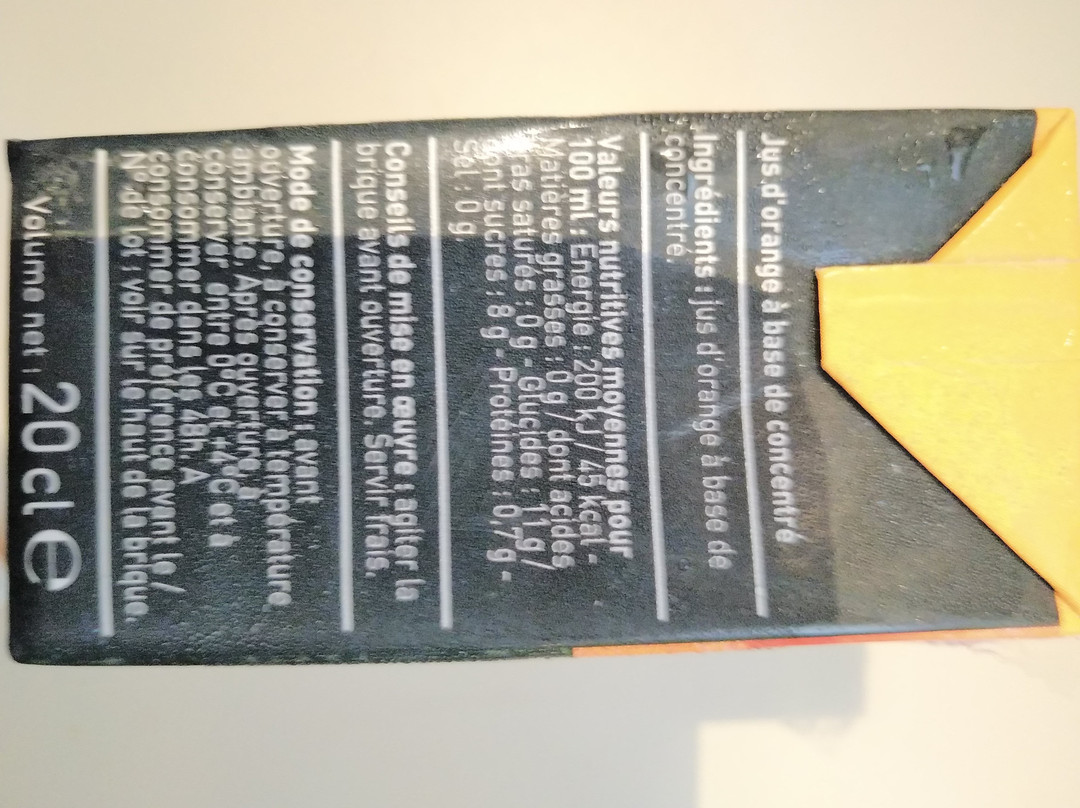 Jus d'orange à base de concentré
Ingrédients : jus d'orange à base de
concentré.
Valeurs nutritives moyennes pour
100 ml : Energie : 200 kJ / 45 kcal -
Matières grasses : 0 g / dont acides
gras saturés : 0 g - Glucides : 11 g /
dont sucres : 8 g - Protéines : 0,7 g -
Sel : 0 g.
Conseils de mise en œuvre : agiter la
brique avant ouverture. Servir frais.
Mode de conservation : avant
ouverture, à conserver à température
ambiante. Après ouverture, à
conserver entre 0°C et +4°C et à
consommer dans les 48h. A
consommer de préférence avant le /
N° de lot : voir sur le haut de la brique.
Volume net : 20 cl e